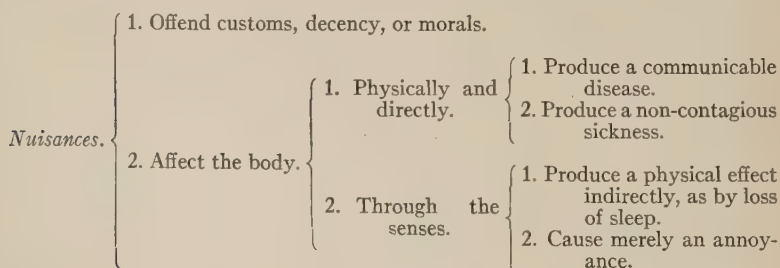 1. Offend customs, decency, or morals.
Nuisances.
2. Affect the body.
1. Physically and
directly.
1. Produce a communicable
disease.
2. Produce a non-contagious
sickness.
2. Through the
senses.
1. Produce a physical effect
indirectly, as by loss
of sleep.
2. Cause merely an annoy-
ance.